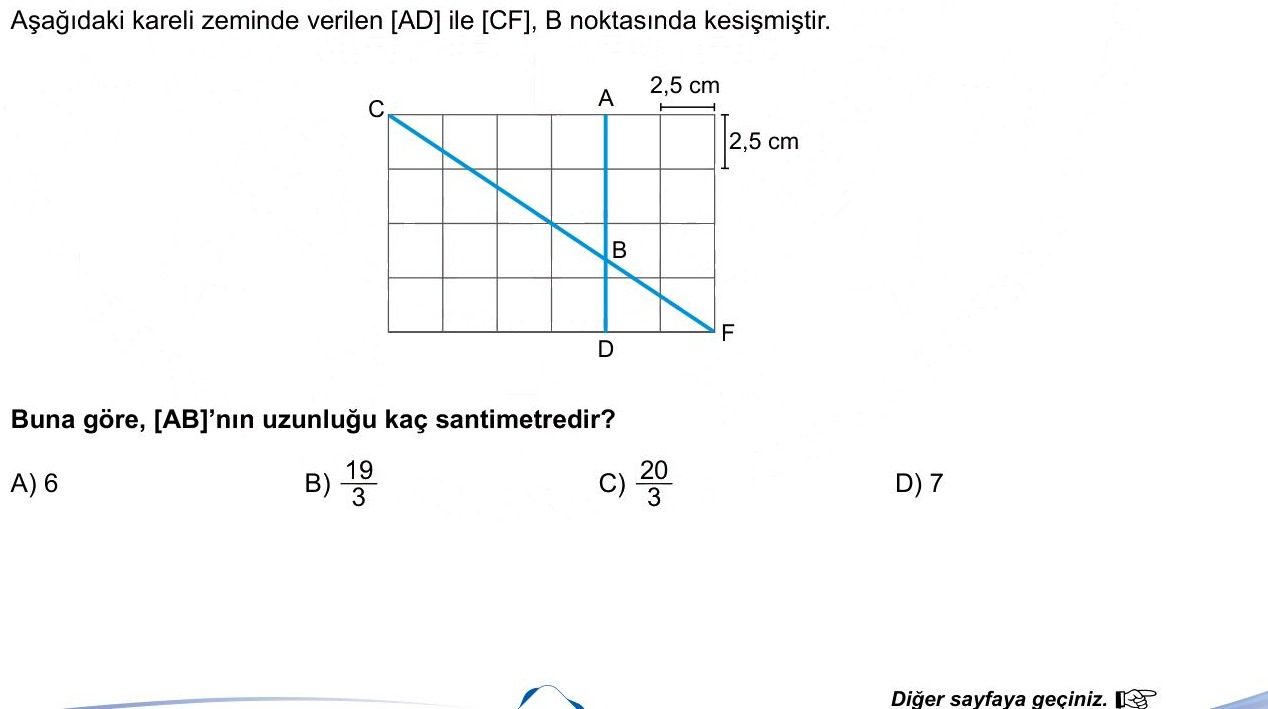 Aşağıdaki kareli zeminde verilen [AD] ile [CF], B noktasında kesişmiştir.
2,5 cm
A
C
2,5 cm
B
F
D
Buna göre, [AB]’nın uzunluğu kaç santimetredir?
A) 6 B) 19/3 C) 20/3 D) 7
Diğer sayfaya geçiniz.